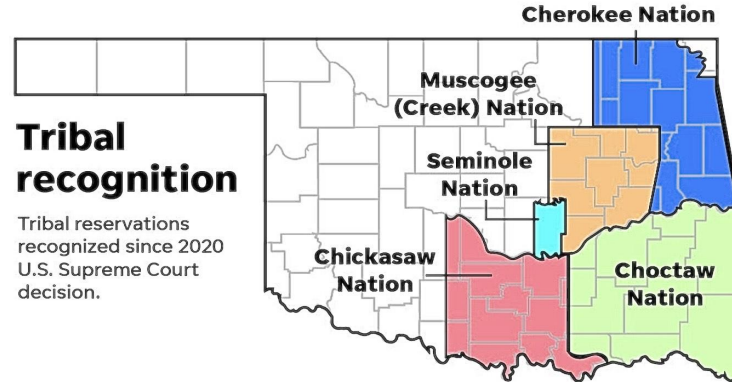 Cherokee Nation
Muscogee
(Creek) Nation
Tribal
recognition
Seminole
Nation
Tribal reservations
recognized since 2020
U.S. Supreme Court
decision.
Chickasaw
Nation
Choctaw
Nation